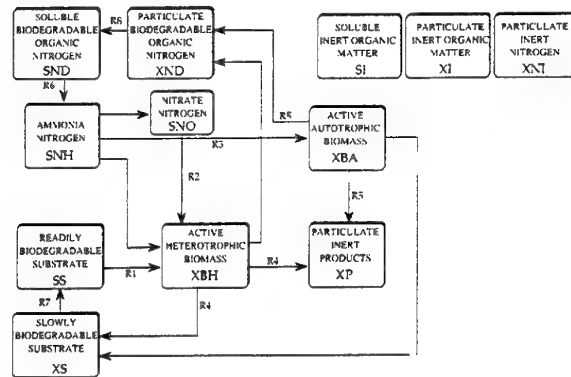 SOLUBLE
BIODEGRADABLE
ORGANIC
NITROGEN
SND
R8
PARTICULATE
BIODEGRADABLE
ORGANIC
NITROGEN
XND
SOLUBLE
INERT ORGANIC
MATTER
SI
PARTICULATE
INERT ORGANIC
MATTER
XI
PARTICULATE
INERT
NITROGEN
XNI
R6
AMMONIA
NITROGEN
SNH
NITRATE
NITROGEN
SNO
R3
R5
ACTIVE
AUTOTROPHIC
BIOMASS
XBA
R2
R5
READILY
BIODEGRADABLE
SUBSTRATE
SS
R1
ACTIVE
HETEROTROPHIC
BIOMASS
XBH
R4
PARTICULATE
INERT
PRODUCTS
XP
R7
R4
SLOWLY
BIODEGRADABLE
SUBSTRATE
XS